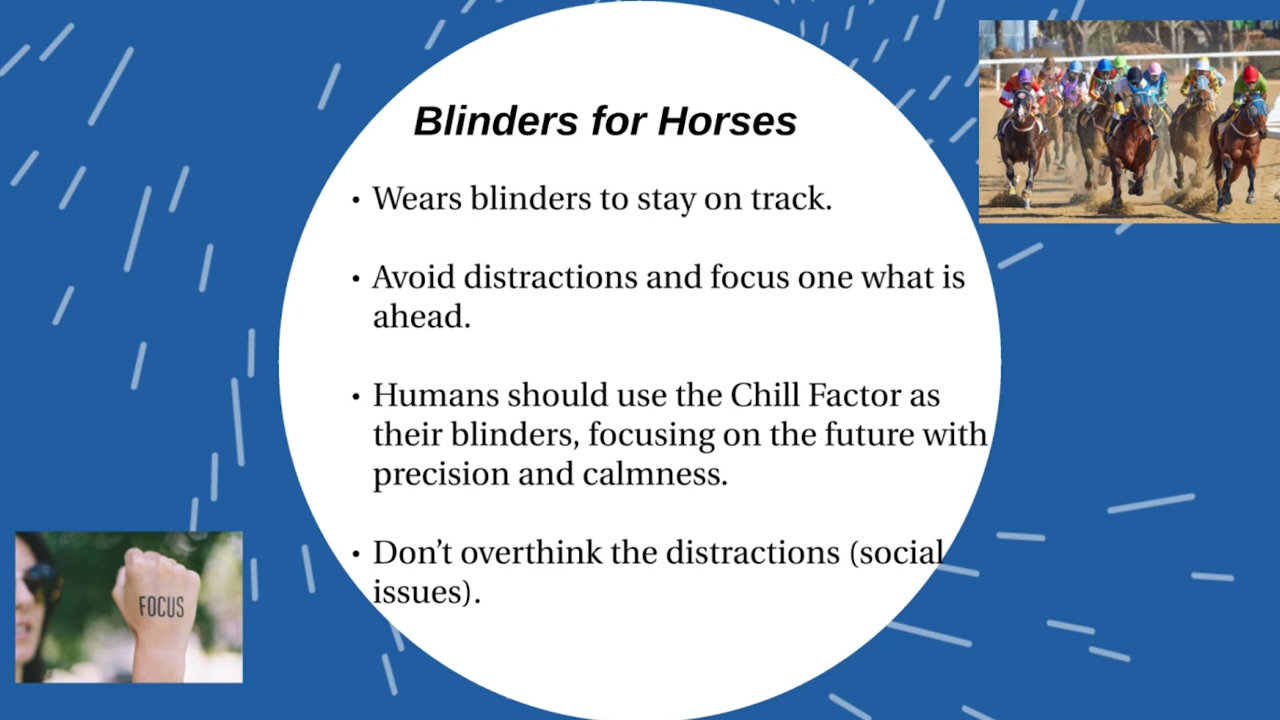 Blinders for Horses
• Wears blinders to stay on track.
• Avoid distractions and focus one what is
ahead.
• Humans should use the Chill Factor as
their blinders, focusing on the future with
precision and calmness.
• Don’t overthink the distractions (social
issues).
FOCUS